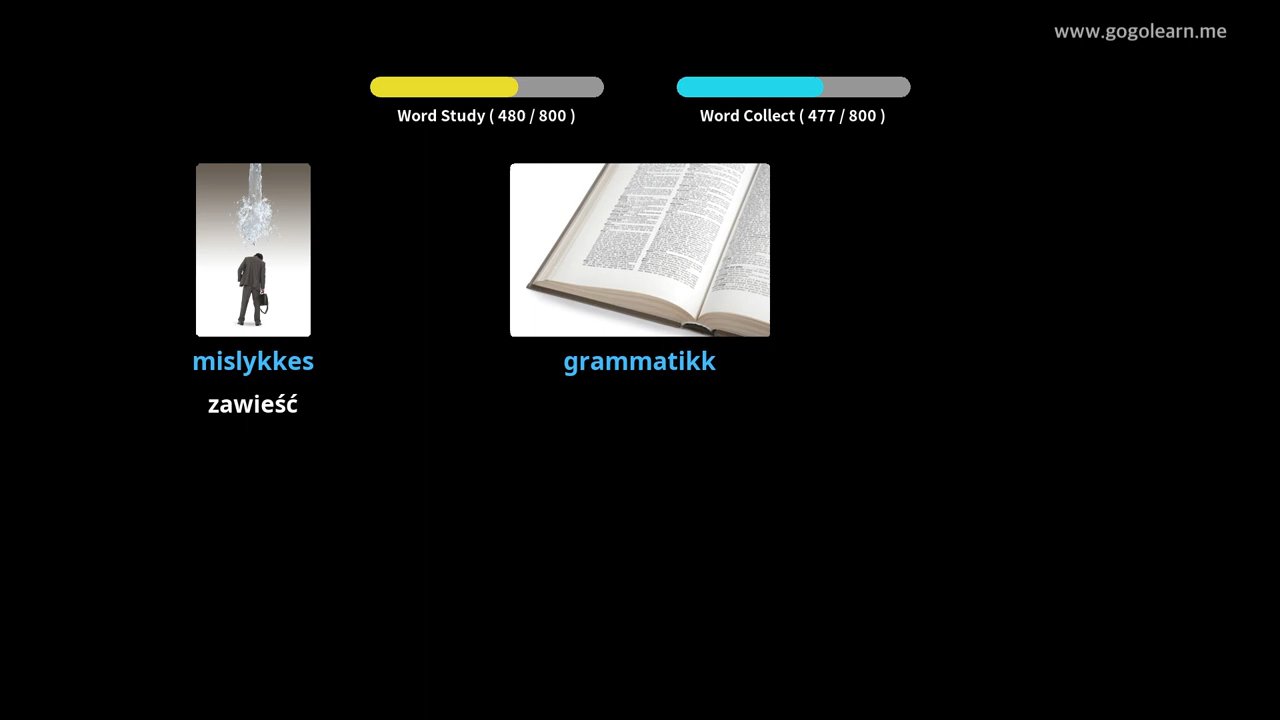 www.gogolearn.me
Word Study ( 480 / 800 )
Word Collect ( 477 / 800 )
mislykkes
grammatikk
zawieść